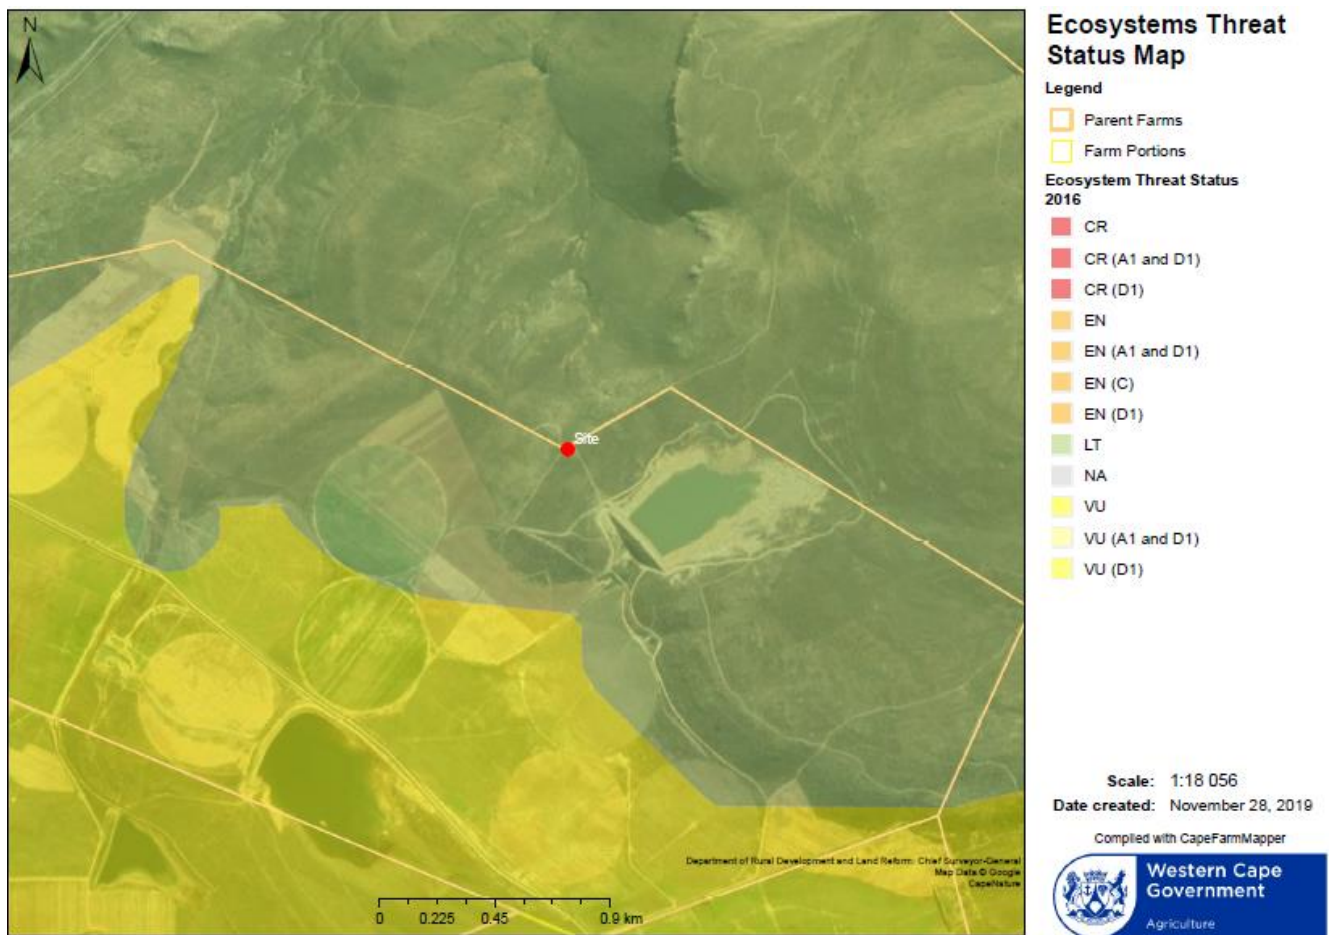 N
Site
0 0.225 0.45 0.9 km
Department of Rural Development and Land Reform: Chief Surveyor-General
Map Data © Google
CapeNature
Ecosystems Threat
Status Map
Legend
Parent Farms
Farm Portions
Ecosystem Threat Status
2016
CR
CR (A1 and D1)
CR (D1)
EN
EN (A1 and D1)
EN (C)
EN (D1)
LT
NA
VU
VU (A1 and D1)
VU (D1)
Scale: 1:18 056
Date created: November 28, 2019
Compiled with CapeFarmMapper
Western Cape
Government
Agriculture